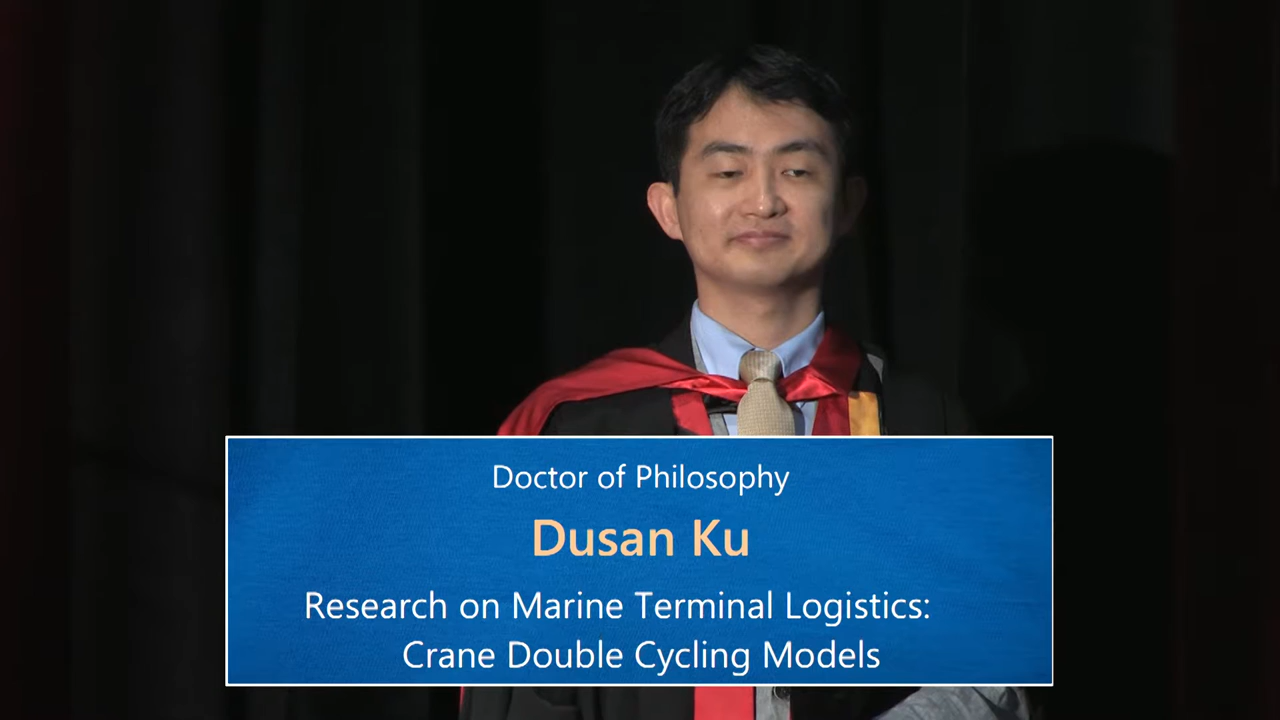 Doctor of Philosophy
Dusan Ku
Research on Marine Terminal Logistics:
Crane Double Cycling Models